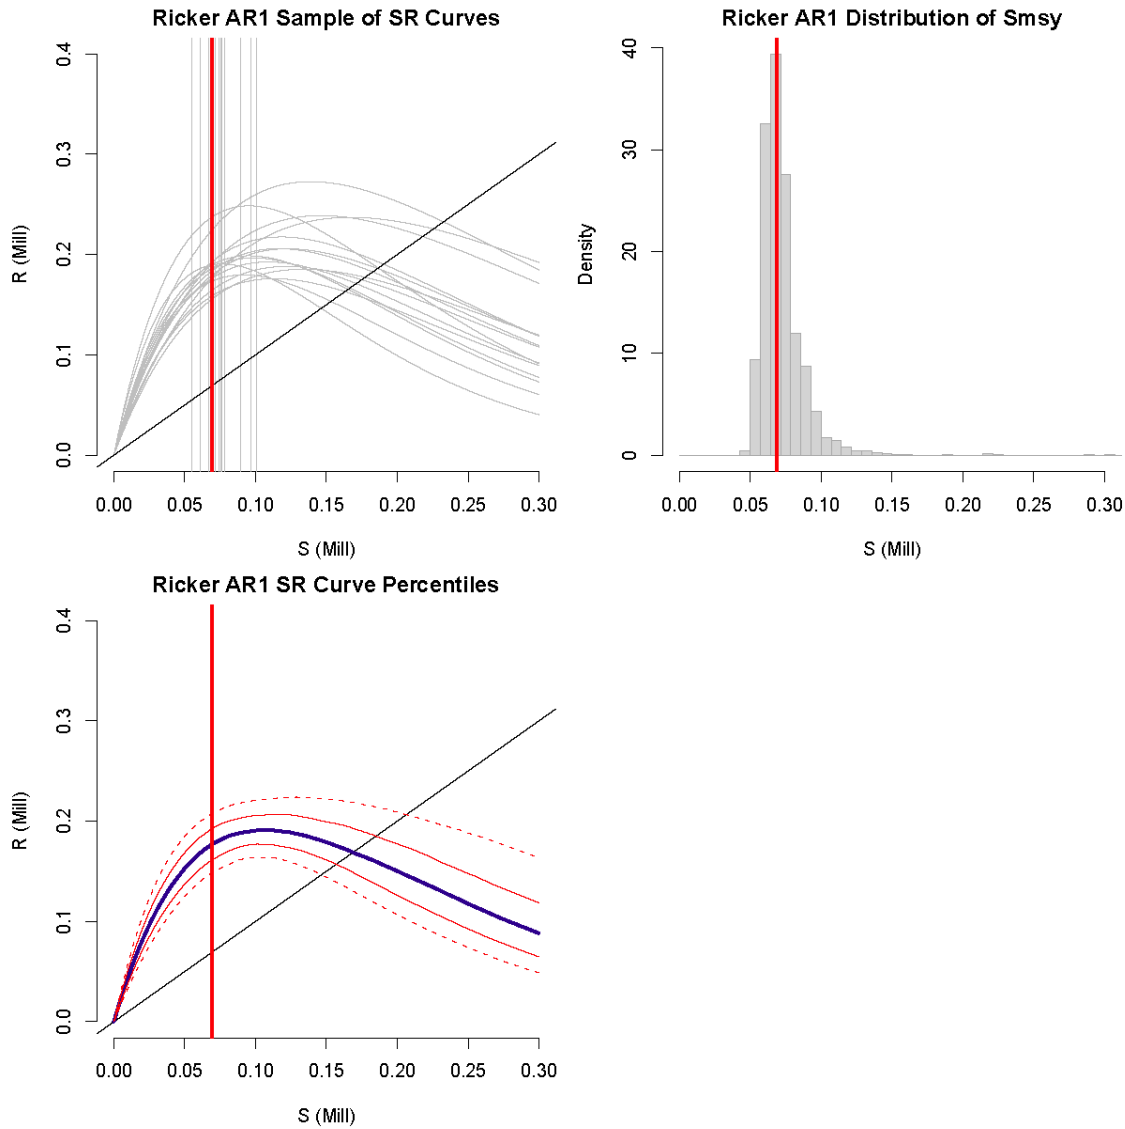 Ricker AR1 Sample of SR Curves
R (Mill)
0.4
0.3
0.2
0.1
0.0
0.00 0.05 0.10 0.15 0.20 0.25 0.30
S (Mill)
Ricker AR1 Distribution of Smsy
Density
40
30
20
10
0
0.00 0.05 0.10 0.15 0.20 0.25 0.30
S (Mill)
Ricker AR1 SR Curve Percentiles
R (Mill)
0.4
0.3
0.2
0.1
0.0
0.00 0.05 0.10 0.15 0.20 0.25 0.30
S (Mill)